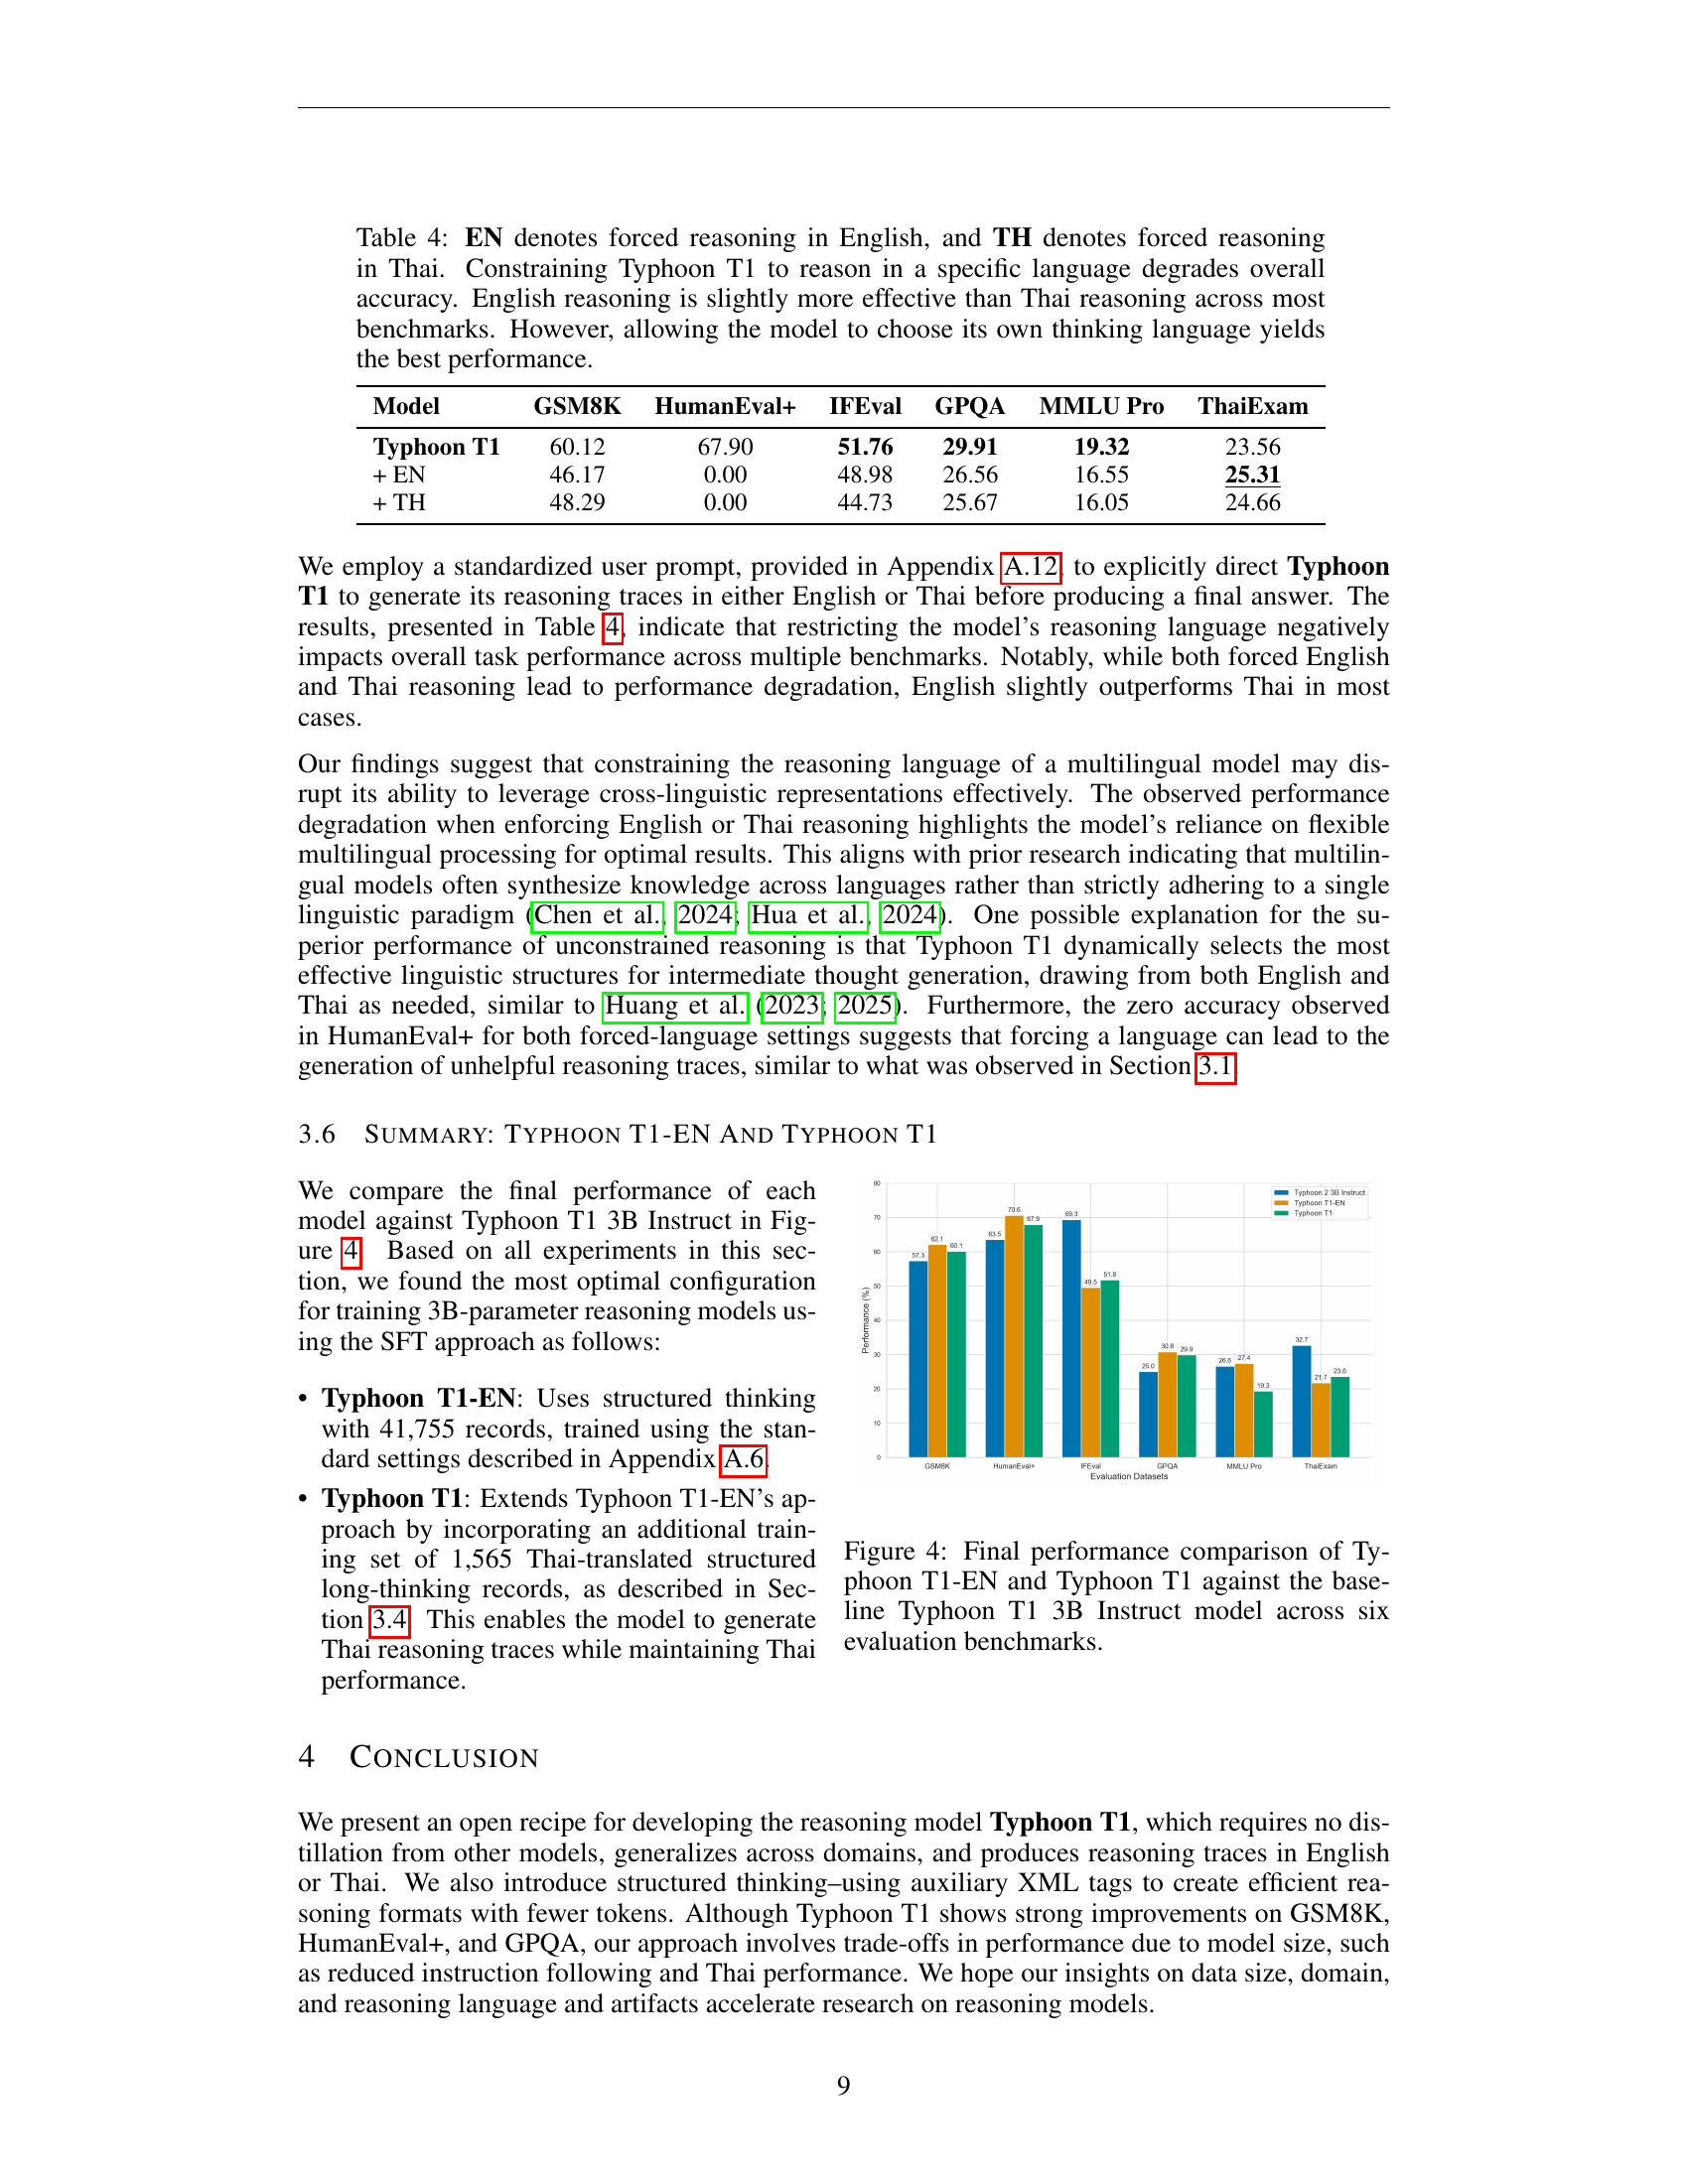 Table 4: EN denotes forced reasoning in English, and TH denotes forced reasoning
in Thai. Constraining Typhoon T1 to reason in a specific language degrades overall
accuracy. English reasoning is slightly more effective than Thai reasoning across most
benchmarks. However, allowing the model to choose its own thinking language yields
the best performance.
Model GSM8K HumanEval+ IFEval GPQA MMLU Pro ThaiExam
Typhoon T1 60.12 67.90 51.76 29.91 19.32 23.56
+ EN 46.17 0.00 48.98 26.56 16.55 25.31
+ TH 48.29 0.00 44.73 25.67 16.05 24.66
We employ a standardized user prompt, provided in Appendix A.12, to explicitly direct Typhoon
T1 to generate its reasoning traces in either English or Thai before producing a final answer. The
results, presented in Table 4, indicate that restricting the model's reasoning language negatively
impacts overall task performance across multiple benchmarks. Notably, while both forced English
and Thai reasoning lead to performance degradation, English slightly outperforms Thai in most
cases.
Our findings suggest that constraining the reasoning language of a multilingual model may dis-
rupt its ability to leverage cross-linguistic representations effectively. The observed performance
degradation when enforcing English or Thai reasoning highlights the model's reliance on flexible
multilingual processing for optimal results. This aligns with prior research indicating that multilin-
gual models often synthesize knowledge across languages rather than strictly adhering to a single
linguistic paradigm (Chen et al., 2024; Hua et al., 2024). One possible explanation for the su-
perior performance of unconstrained reasoning is that Typhoon T1 dynamically selects the most
effective linguistic structures for intermediate thought generation, drawing from both English and
Thai as needed, similar to Huang et al. (2023; 2025). Furthermore, the zero accuracy observed
in HumanEval+ for both forced-language settings suggests that forcing a language can lead to the
generation of unhelpful reasoning traces, similar to what was observed in Section 3.1.
3.6 SUMMARY: TYPHOON T1-EN AND TYPHOON T1
We compare the final performance of each
model against Typhoon T1 3B Instruct in Fig-
ure 4. Based on all experiments in this sec-
tion, we found the most optimal configuration
for training 3B-parameter reasoning models us-
ing the SFT approach as follows:
• Typhoon T1-EN: Uses structured thinking
with 41,755 records, trained using the stan-
dard settings described in Appendix A.6.
• Typhoon T1: Extends Typhoon T1-EN's ap-
proach by incorporating an additional train-
ing set of 1,565 Thai-translated structured
long-thinking records, as described in Sec-
tion 3.4. This enables the model to generate
Thai reasoning traces while maintaining Thai
performance.
Performance (%)
80
70
60
50
40
30
20
10
0
Typhoon 2 3B Instruct
Typhoon T1-EN
Typhoon T1
57.3 62.1 60.1
63.5 70.6 67.9
69.3 49.5 51.8
25.0 30.8 29.9
26.6 27.4 19.3
32.7 21.7 23.6
GSM8K HumanEval+ IFEval GPQA MMLU Pro ThaiExam
Evaluation Datasets
Figure 4: Final performance comparison of Ty-
phoon T1-EN and Typhoon T1 against the base-
line Typhoon T1 3B Instruct model across six
evaluation benchmarks.
4 CONCLUSION
We present an open recipe for developing the reasoning model Typhoon T1, which requires no dis-
tillation from other models, generalizes across domains, and produces reasoning traces in English
or Thai. We also introduce structured thinking–using auxiliary XML tags to create efficient rea-
soning formats with fewer tokens. Although Typhoon T1 shows strong improvements on GSM8K,
HumanEval+, and GPQA, our approach involves trade-offs in performance due to model size, such
as reduced instruction following and Thai performance. We hope our insights on data size, domain,
and reasoning language and artifacts accelerate research on reasoning models.
9